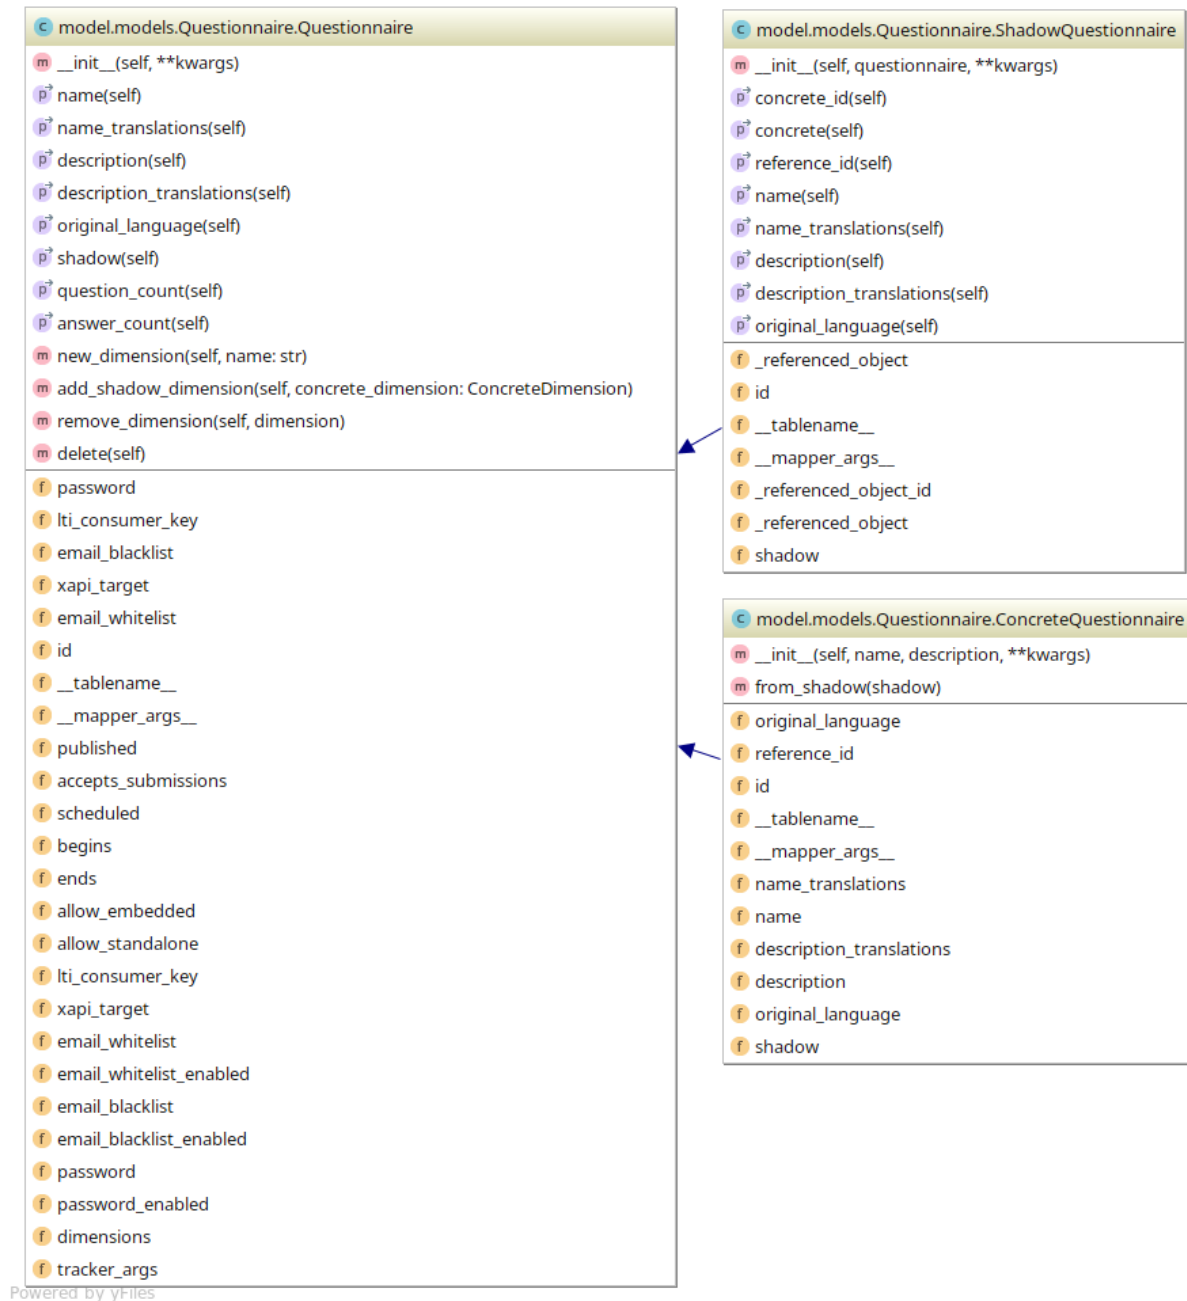 model.models.Questionnaire.Questionnaire
__init__(self, **kwargs)
name(self)
name_translations(self)
description(self)
description_translations(self)
original_language(self)
shadow(self)
question_count(self)
answer_count(self)
new_dimension(self, name: str)
add_shadow_dimension(self, concrete_dimension: ConcreteDimension)
remove_dimension(self, dimension)
delete(self)
password
lti_consumer_key
email_blacklist
xapi_target
email_whitelist
id
__tablename__
__mapper_args__
published
accepts_submissions
scheduled
begins
ends
allow_embedded
allow_standalone
lti_consumer_key
xapi_target
email_whitelist
email_whitelist_enabled
email_blacklist
email_blacklist_enabled
password
password_enabled
dimensions
tracker_args
model.models.Questionnaire.ShadowQuestionnaire
__init__(self, questionnaire, **kwargs)
concrete_id(self)
concrete(self)
reference_id(self)
name(self)
name_translations(self)
description(self)
description_translations(self)
original_language(self)
_referenced_object
id
__tablename__
__mapper_args__
_referenced_object_id
_referenced_object
shadow
model.models.Questionnaire.ConcreteQuestionnaire
__init__(self, name, description, **kwargs)
from_shadow(shadow)
original_language
reference_id
id
__tablename__
__mapper_args__
name_translations
name
description_translations
description
original_language
shadow
Powered by yFiles